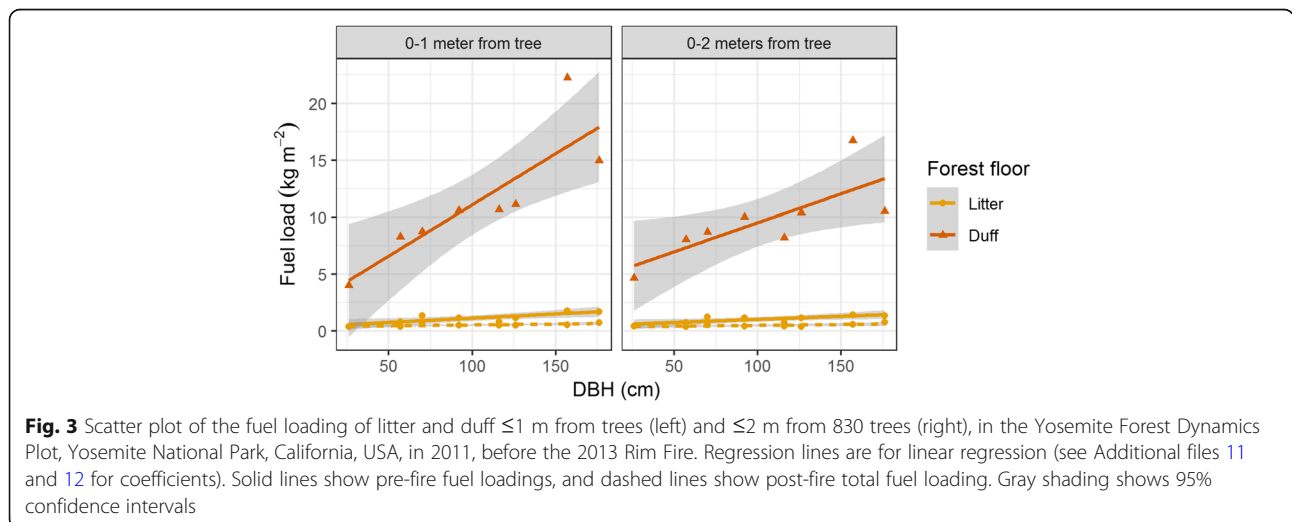 0-1 meter from tree
0-2 meters from tree
Fuel load (kg m⁻²)
20
15
10
5
0
50
100
150
50
100
150
DBH (cm)
Forest floor
Litter
Duff
Fig. 3 Scatter plot of the fuel loading of litter and duff ≤1 m from trees (left) and ≤2 m from 830 trees (right), in the Yosemite Forest Dynamics
Plot, Yosemite National Park, California, USA, in 2011, before the 2013 Rim Fire. Regression lines are for linear regression (see Additional files 11
and 12 for coefficients). Solid lines show pre-fire fuel loadings, and dashed lines show post-fire total fuel loading. Gray shading shows 95%
confidence intervals